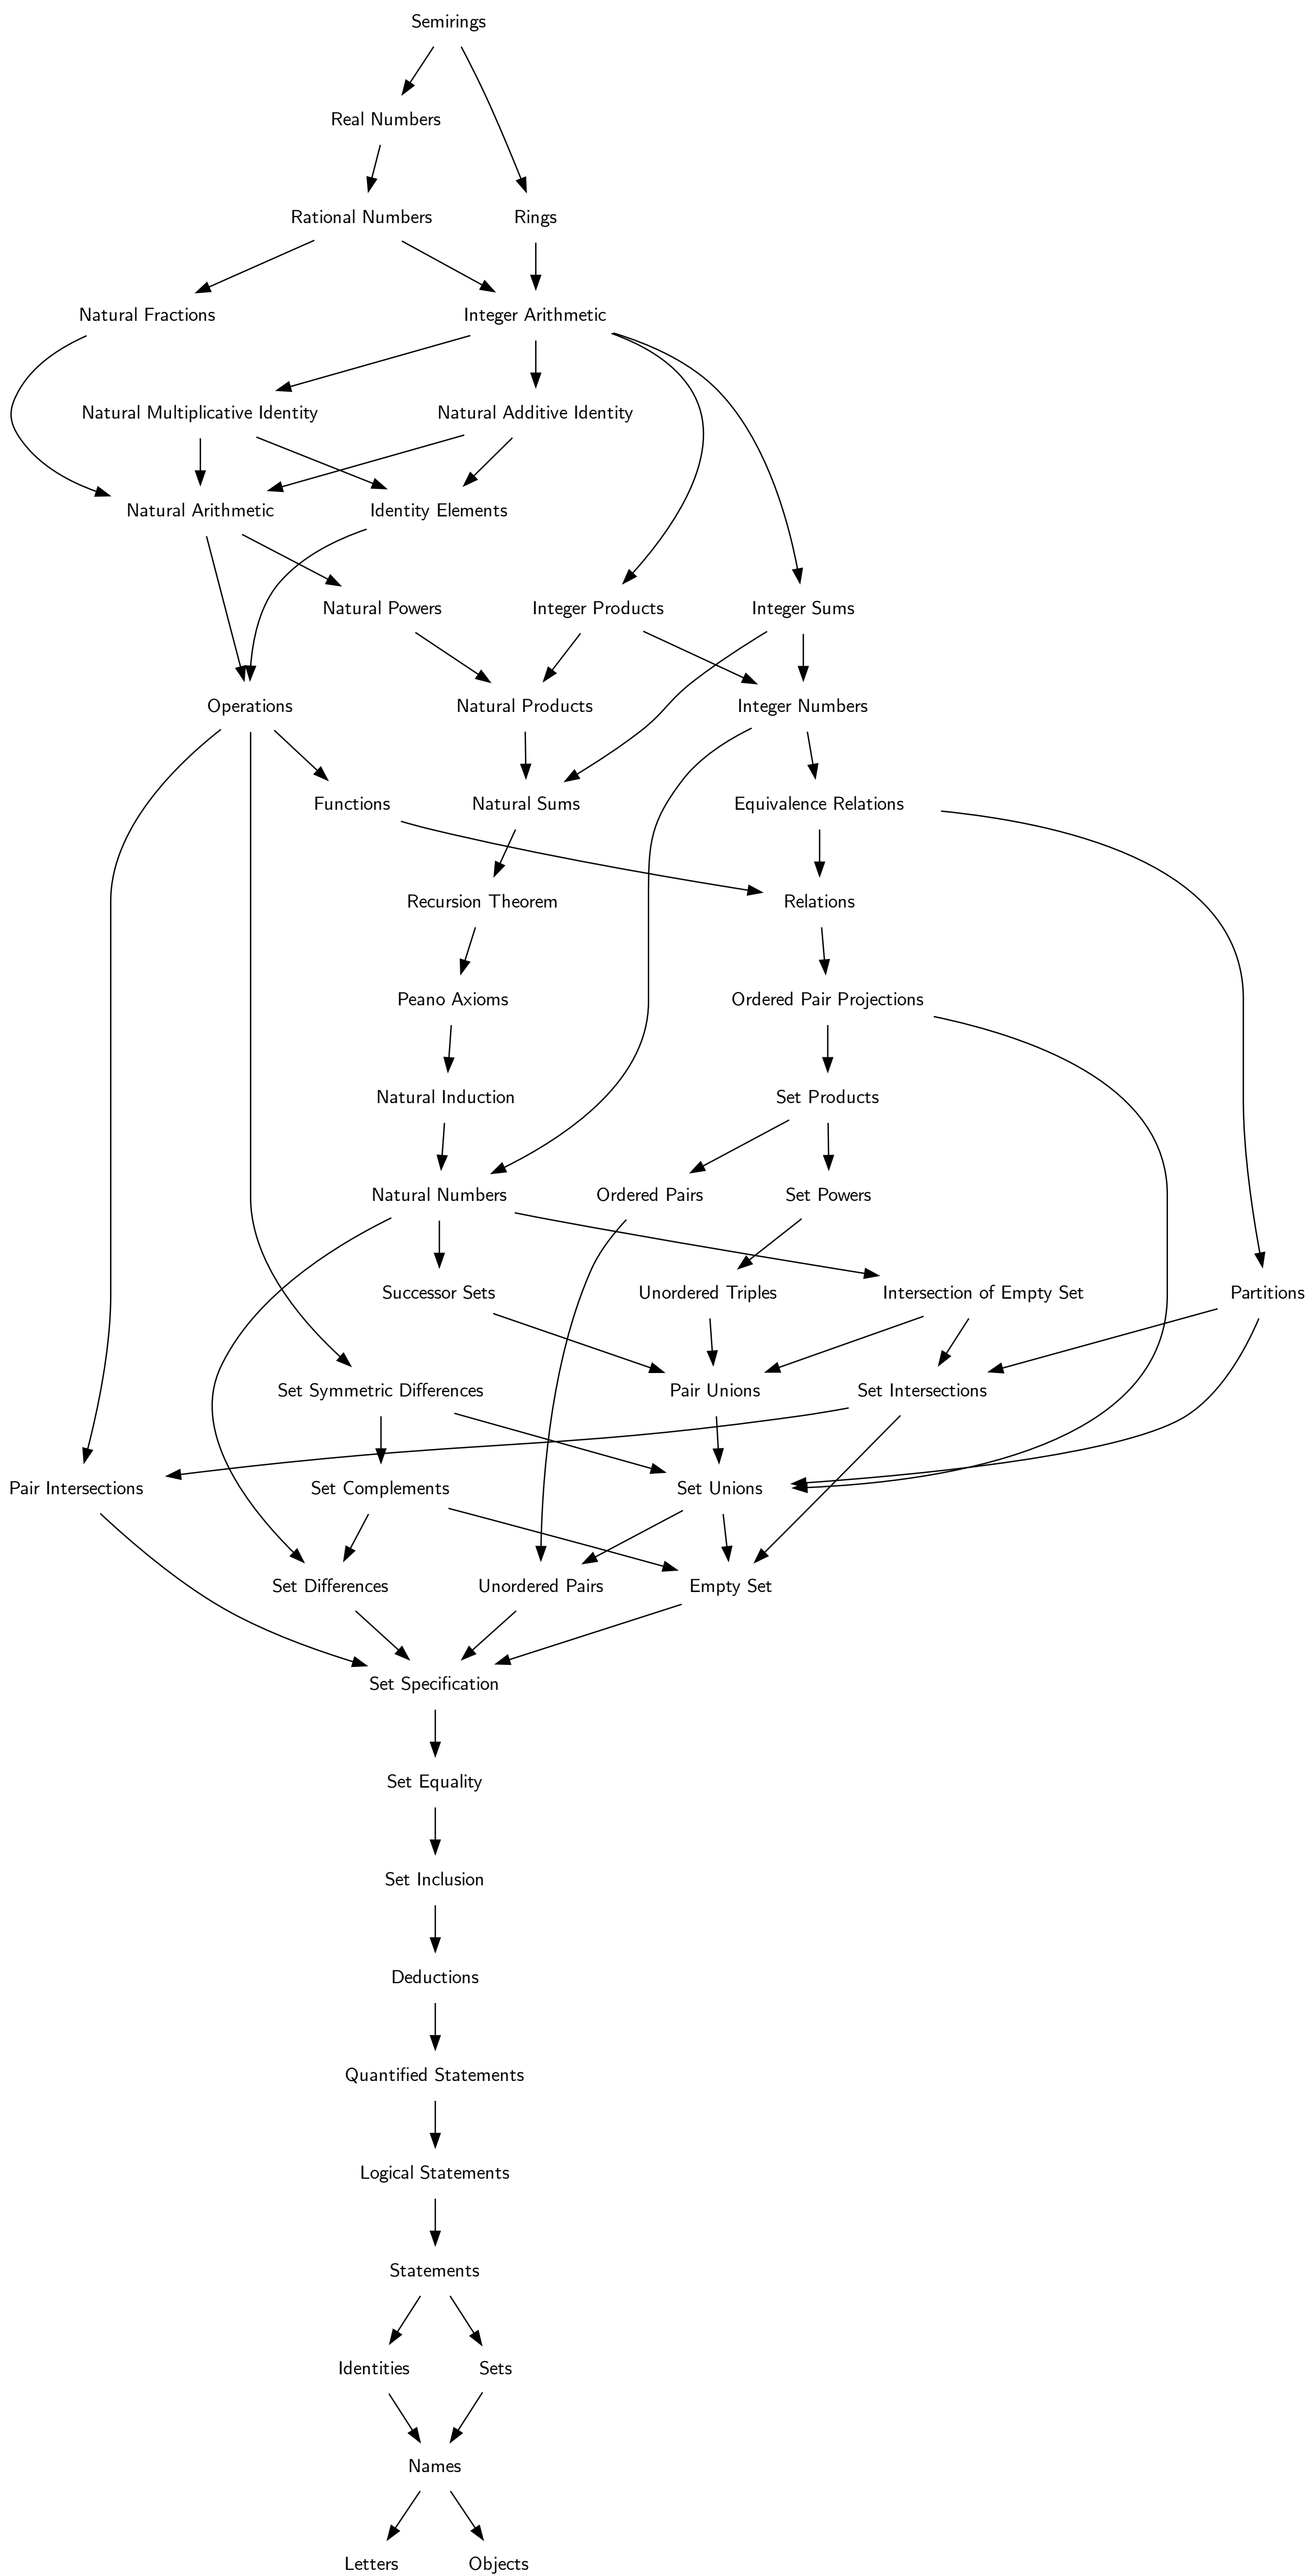 Semirings
Real Numbers
Rational Numbers
Rings
Natural Fractions
Integer Arithmetic
Natural Multiplicative Identity
Natural Additive Identity
Natural Arithmetic
Identity Elements
Natural Powers
Integer Products
Integer Sums
Operations
Natural Products
Integer Numbers
Functions
Natural Sums
Equivalence Relations
Recursion Theorem
Relations
Peano Axioms
Ordered Pair Projections
Natural Induction
Set Products
Natural Numbers
Ordered Pairs
Set Powers
Successor Sets
Unordered Triples
Intersection of Empty Set
Partitions
Set Symmetric Differences
Pair Unions
Set Intersections
Pair Intersections
Set Complements
Set Unions
Set Differences
Unordered Pairs
Empty Set
Set Specification
Set Equality
Set Inclusion
Deductions
Quantified Statements
Logical Statements
Statements
Identities
Sets
Names
Letters
Objects